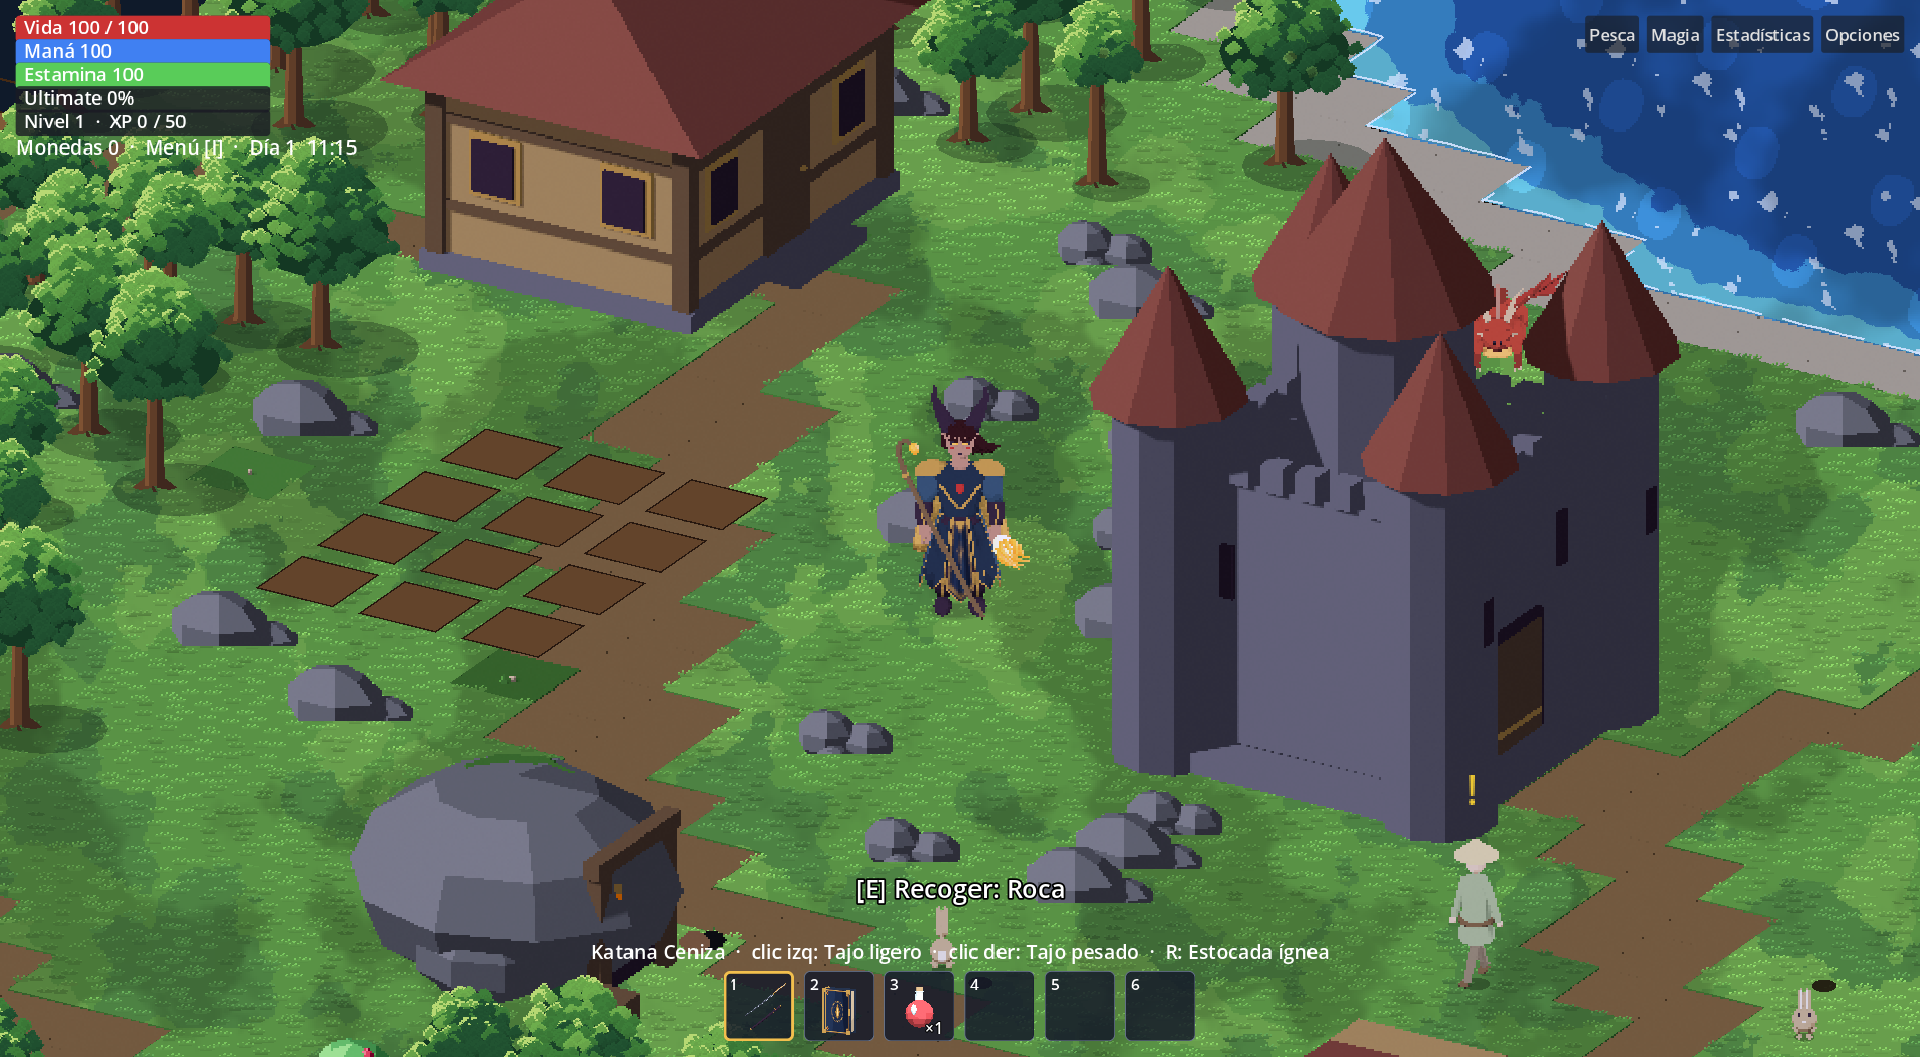 Vida 100 / 100
Maná 100
Estamina 100
Ultimate 0%
Nivel 1 · XP 0 / 50
Monedas 0 · Menú [I] · Día 1 11:15
Pesca Magia Estadísticas Opciones
!
[E] Recoger: Roca
Katana Ceniza · clic izq: Tajo ligero · clic der: Tajo pesado · R: Estocada ígnea
1 2 3 4 5 6
×1